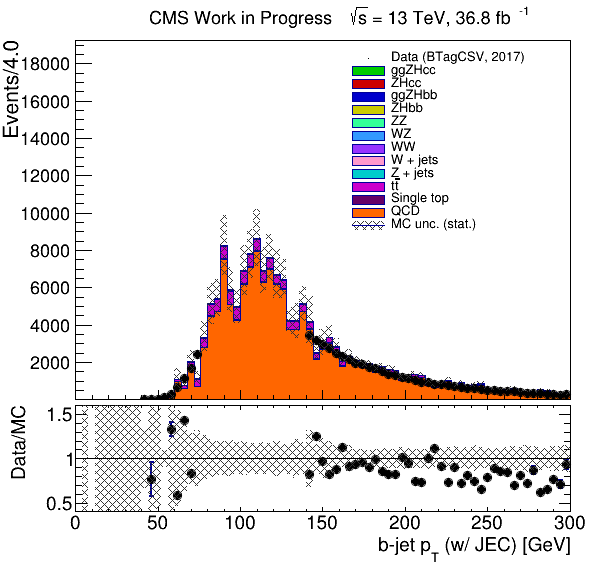 CMS Work in Progress √s = 13 TeV, 36.8 fb⁻¹
Events/4.0
18000
16000
14000
12000
10000
8000
6000
4000
2000
Data (BTagCSV, 2017)
ggZHcc
ZHcc
ggZHbb
ZHbb
ZZ
WZ
WW
W + jets
Z + jets
tt̅
Single top
QCD
MC unc. (stat.)
Data/MC
1.5
1
0.5
0 50 100 150 200 250 300
b-jet p_T (w/ JEC) [GeV]